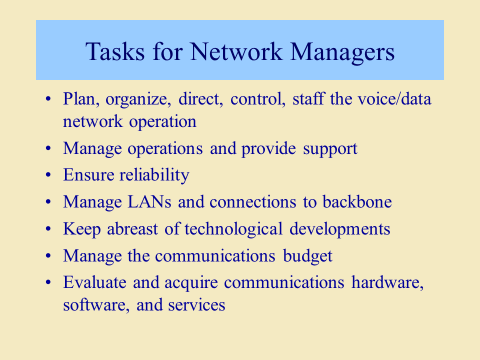 Tasks for Network Managers
• Plan, organize, direct, control, staff the voice/data
network operation
• Manage operations and provide support
• Ensure reliability
• Manage LANs and connections to backbone
• Keep abreast of technological developments
• Manage the communications budget
• Evaluate and acquire communications hardware,
software, and services